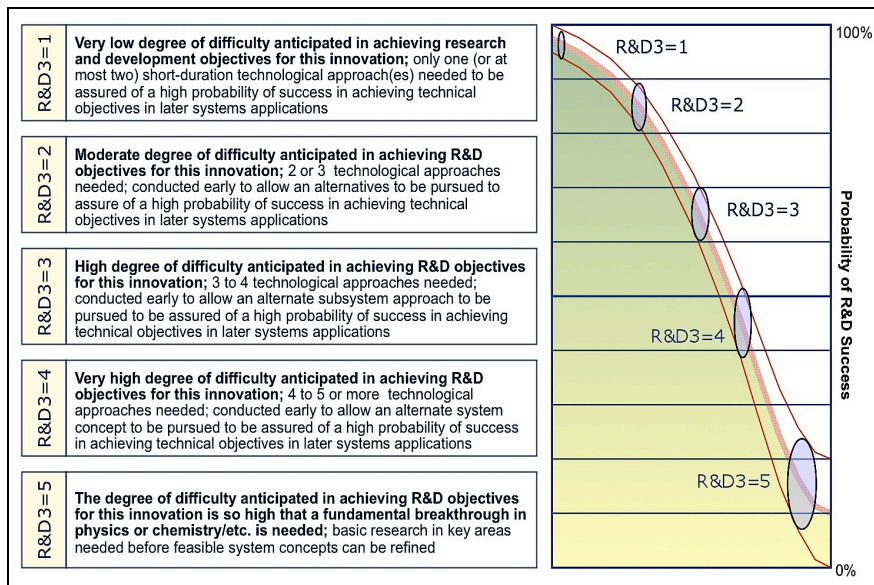 R&D3=1
Very low degree of difficulty anticipated in achieving research
and development objectives for this innovation; only one (or at
most two) short-duration technological approach(es) needed to be
assured of a high probability of success in achieving technical
objectives in later systems applications
R&D3=2
Moderate degree of difficulty anticipated in achieving R&D
objectives for this innovation; 2 or 3 technological approaches
needed; conducted early to allow an alternatives to be pursued to
assure of a high probability of success in achieving technical
objectives in later systems applications
R&D3=3
High degree of difficulty anticipated in achieving R&D objectives
for this innovation; 3 to 4 technological approaches needed;
conducted early to allow an alternate subsystem approach to be
pursued to be assured of a high probability of success in achieving
technical objectives in later systems applications
R&D3=4
Very high degree of difficulty anticipated in achieving R&D
objectives for this innovation; 4 to 5 or more technological
approaches needed; conducted early to allow an alternate system
concept to be pursued to be assured of a high probability of success
in achieving technical objectives in later systems applications
R&D3=5
The degree of difficulty anticipated in achieving R&D objectives
for this innovation is so high that a fundamental breakthrough in
physics or chemistry/etc. is needed; basic research in key areas
needed before feasible system concepts can be refined
100%
R&D3=1
R&D3=2
R&D3=3
R&D3=4
R&D3=5
Probability of R&D Success
0%